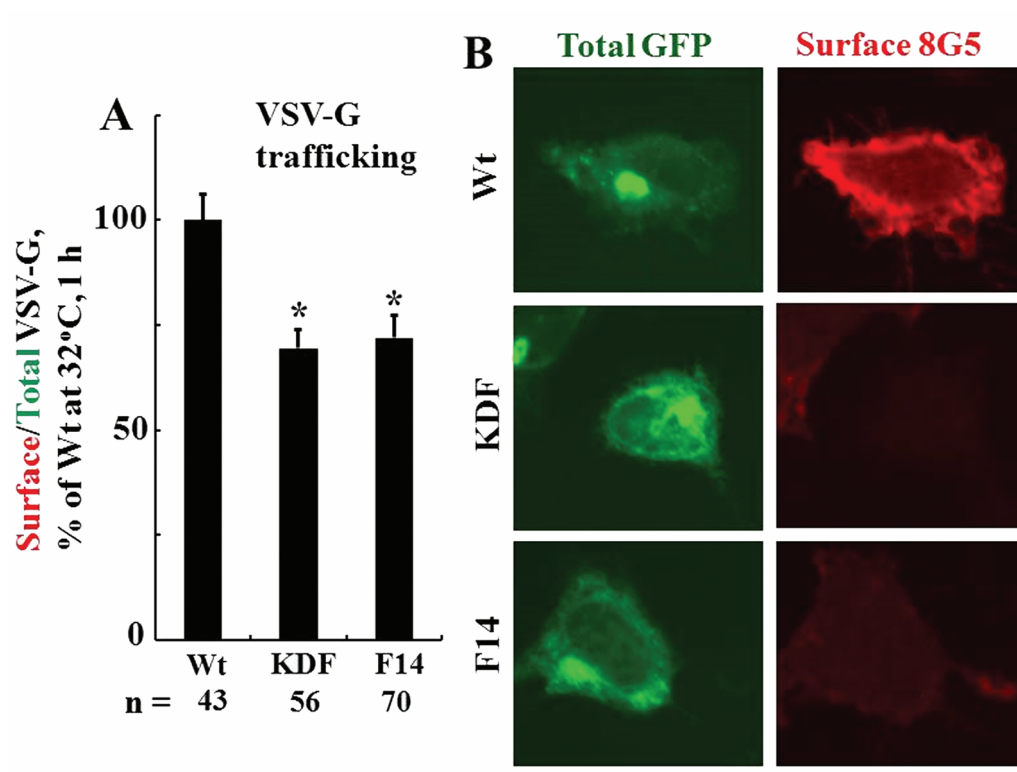 A
VSV-G
trafficking
Surface/Total VSV-G,
% of Wt at 32°C, 1 h
100
50
0
*
*
Wt KDF F14
n = 43 56 70
B
Total GFP Surface 8G5
Wt
KDF
F14